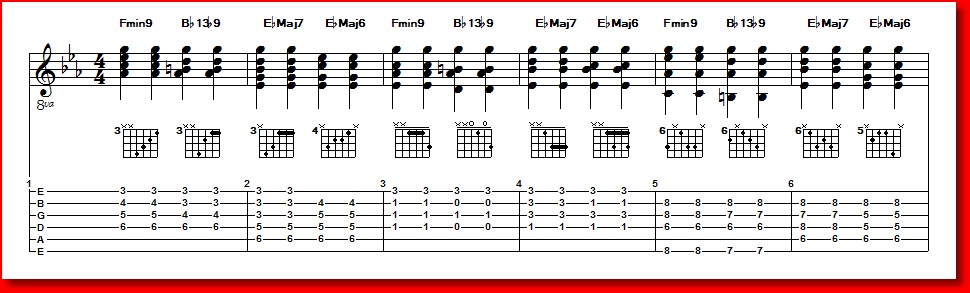 Fmin9 B♭13♭9 E♭Maj7 E♭Maj6 Fmin9 B♭13♭9 E♭Maj7 E♭Maj6 Fmin9 B♭13♭9 E♭Maj7 E♭Maj6
4
4
8va
3 3 3 4 6 6 6 5
1 2 3 4 5 6
E 3 3 3 3 3 3 3 3 3 3 3 3 3 3
B 4 4 3 3 3 3 4 4 1 1 0 0 3 3 1 1 8 8 8 8 8 8 8 8
G 5 5 4 4 3 3 5 5 1 1 1 1 3 3 3 3 8 8 7 7 7 7 5 5
D 6 6 6 6 5 5 5 5 1 1 0 0 1 1 1 1 6 6 6 6 8 8 5 5
A 6 6 6 6 6 6 6 6
E 8 8 7 7